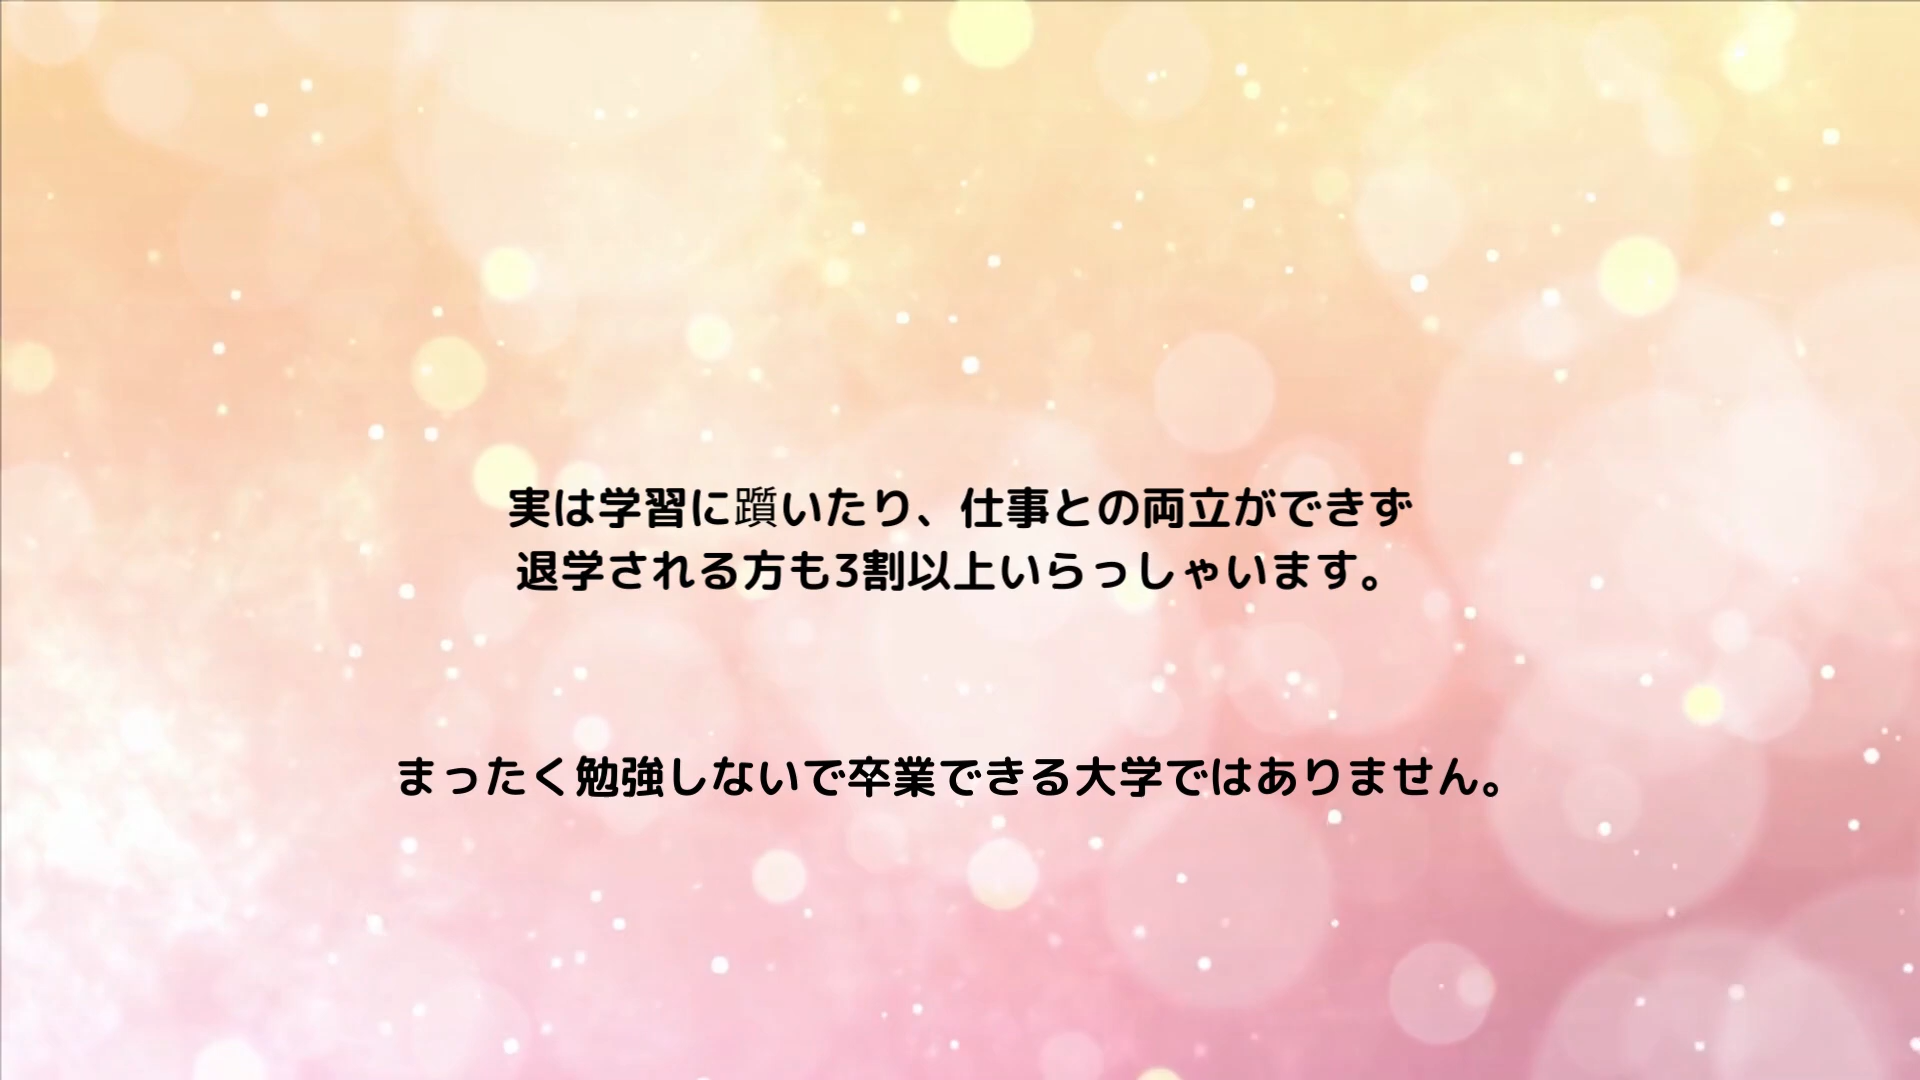 実は学習に躓いたり、仕事との両立ができず
退学される方も3割以上いらっしゃいます。
まったく勉強しないで卒業できる大学ではありません。